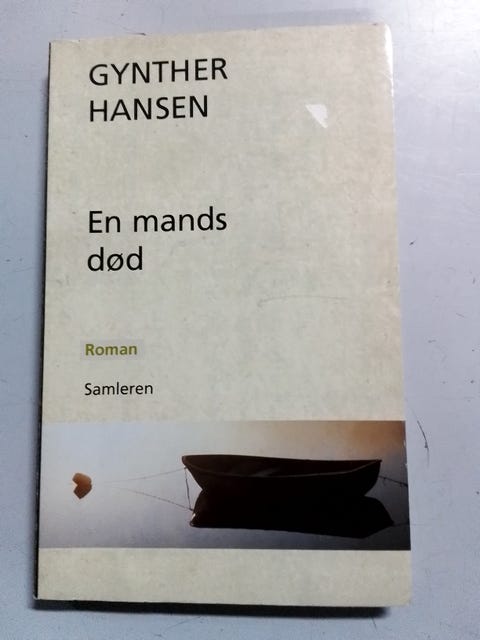 GYNTHER
HANSEN
En mands
død
Roman
Samleren